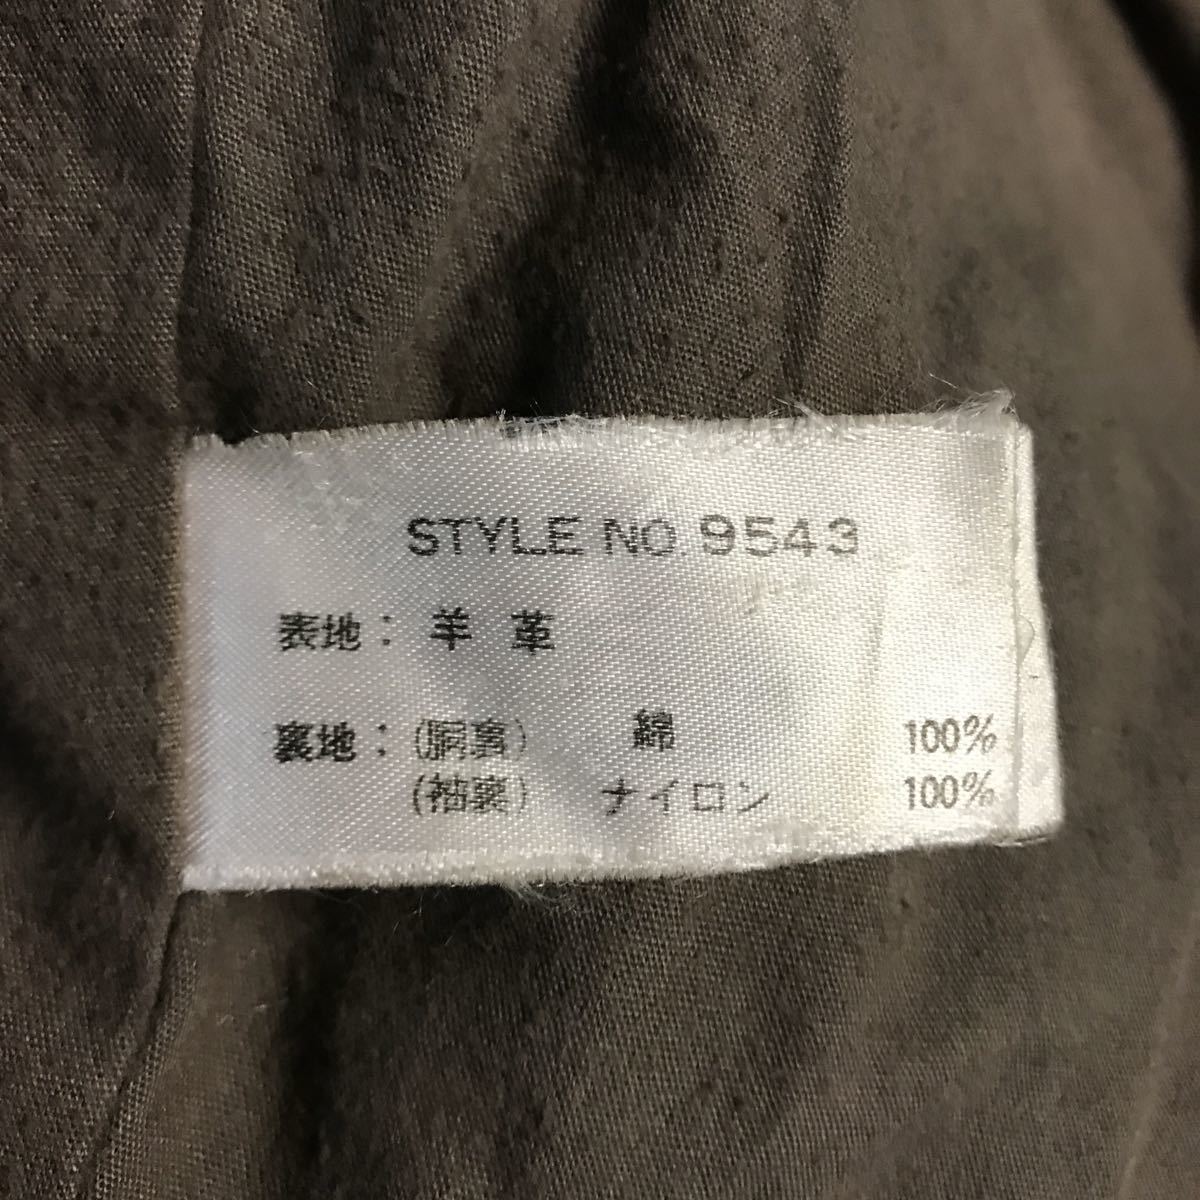 STYLE NO. 9543
表地: 羊 革
裏地: (胴裏) 綿 100%
(袖裏) ナイロン 100%